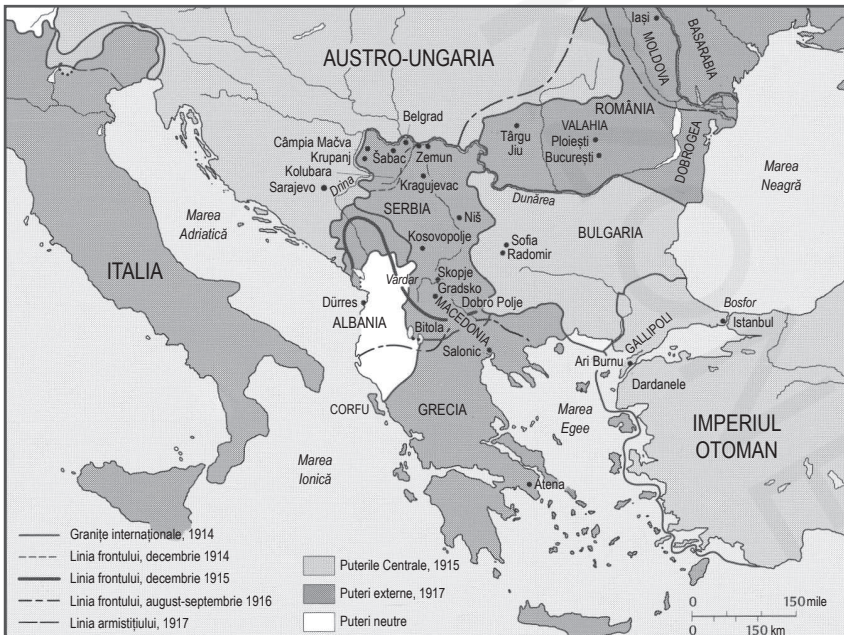 Iași
MOLDOVA
BASARABIA
AUSTRO-UNGARIA
ROMÂNIA
Belgrad
Târgu
Jiu
VALAHIA
Ploiești
București
DOBROGEA
Câmpia Mačva
Krupanj
Šabac
Zemun
Kolubara
Sarajevo
Drina
Kragujevac
Marea
Neagră
Dunărea
SERBIA
Niš
Marea
Adriatică
BULGARIA
Kosovopolje
Sofia
Radomir
ITALIA
Skopje
Vardar
Gradsko
Dobro Polje
Bosfor
Dürres
MACEDONIA
Istanbul
ALBANIA
Bitola
GALLIPOLI
Salonic
Ari Burnu
Dardanele
CORFU
GRECIA
Marea
Egee
IMPERIUL
OTOMAN
Marea
Ionică
Atena
Granițe internaționale, 1914
Linia frontului, decembrie 1914
Linia frontului, decembrie 1915
Linia frontului, august-septembrie 1916
Linia armistițiului, 1917
Puterile Centrale, 1915
Puteri externe, 1917
Puteri neutre
0 150 mile
0 150 km